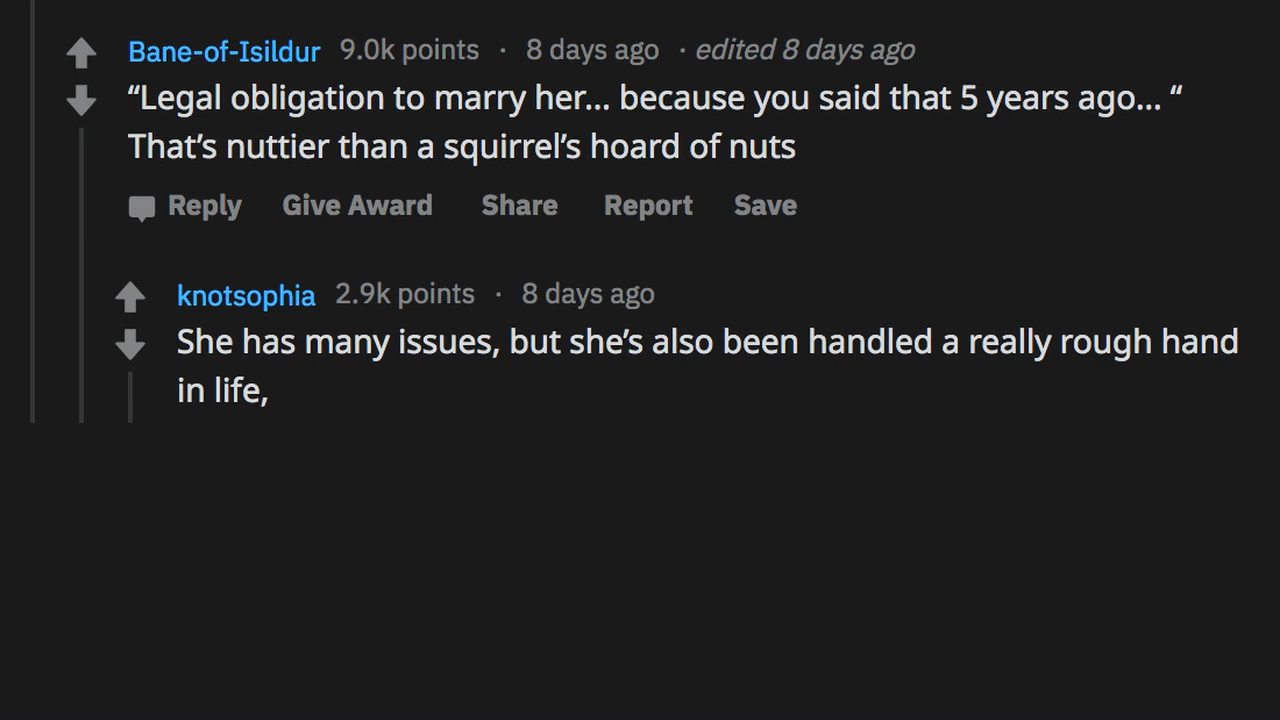 Bane-of-Isildur 9.0k points · 8 days ago · edited 8 days ago
“Legal obligation to marry her... because you said that 5 years ago... “
That’s nuttier than a squirrel’s hoard of nuts
Reply Give Award Share Report Save
knotsophia 2.9k points · 8 days ago
She has many issues, but she’s also been handled a really rough hand
in life,